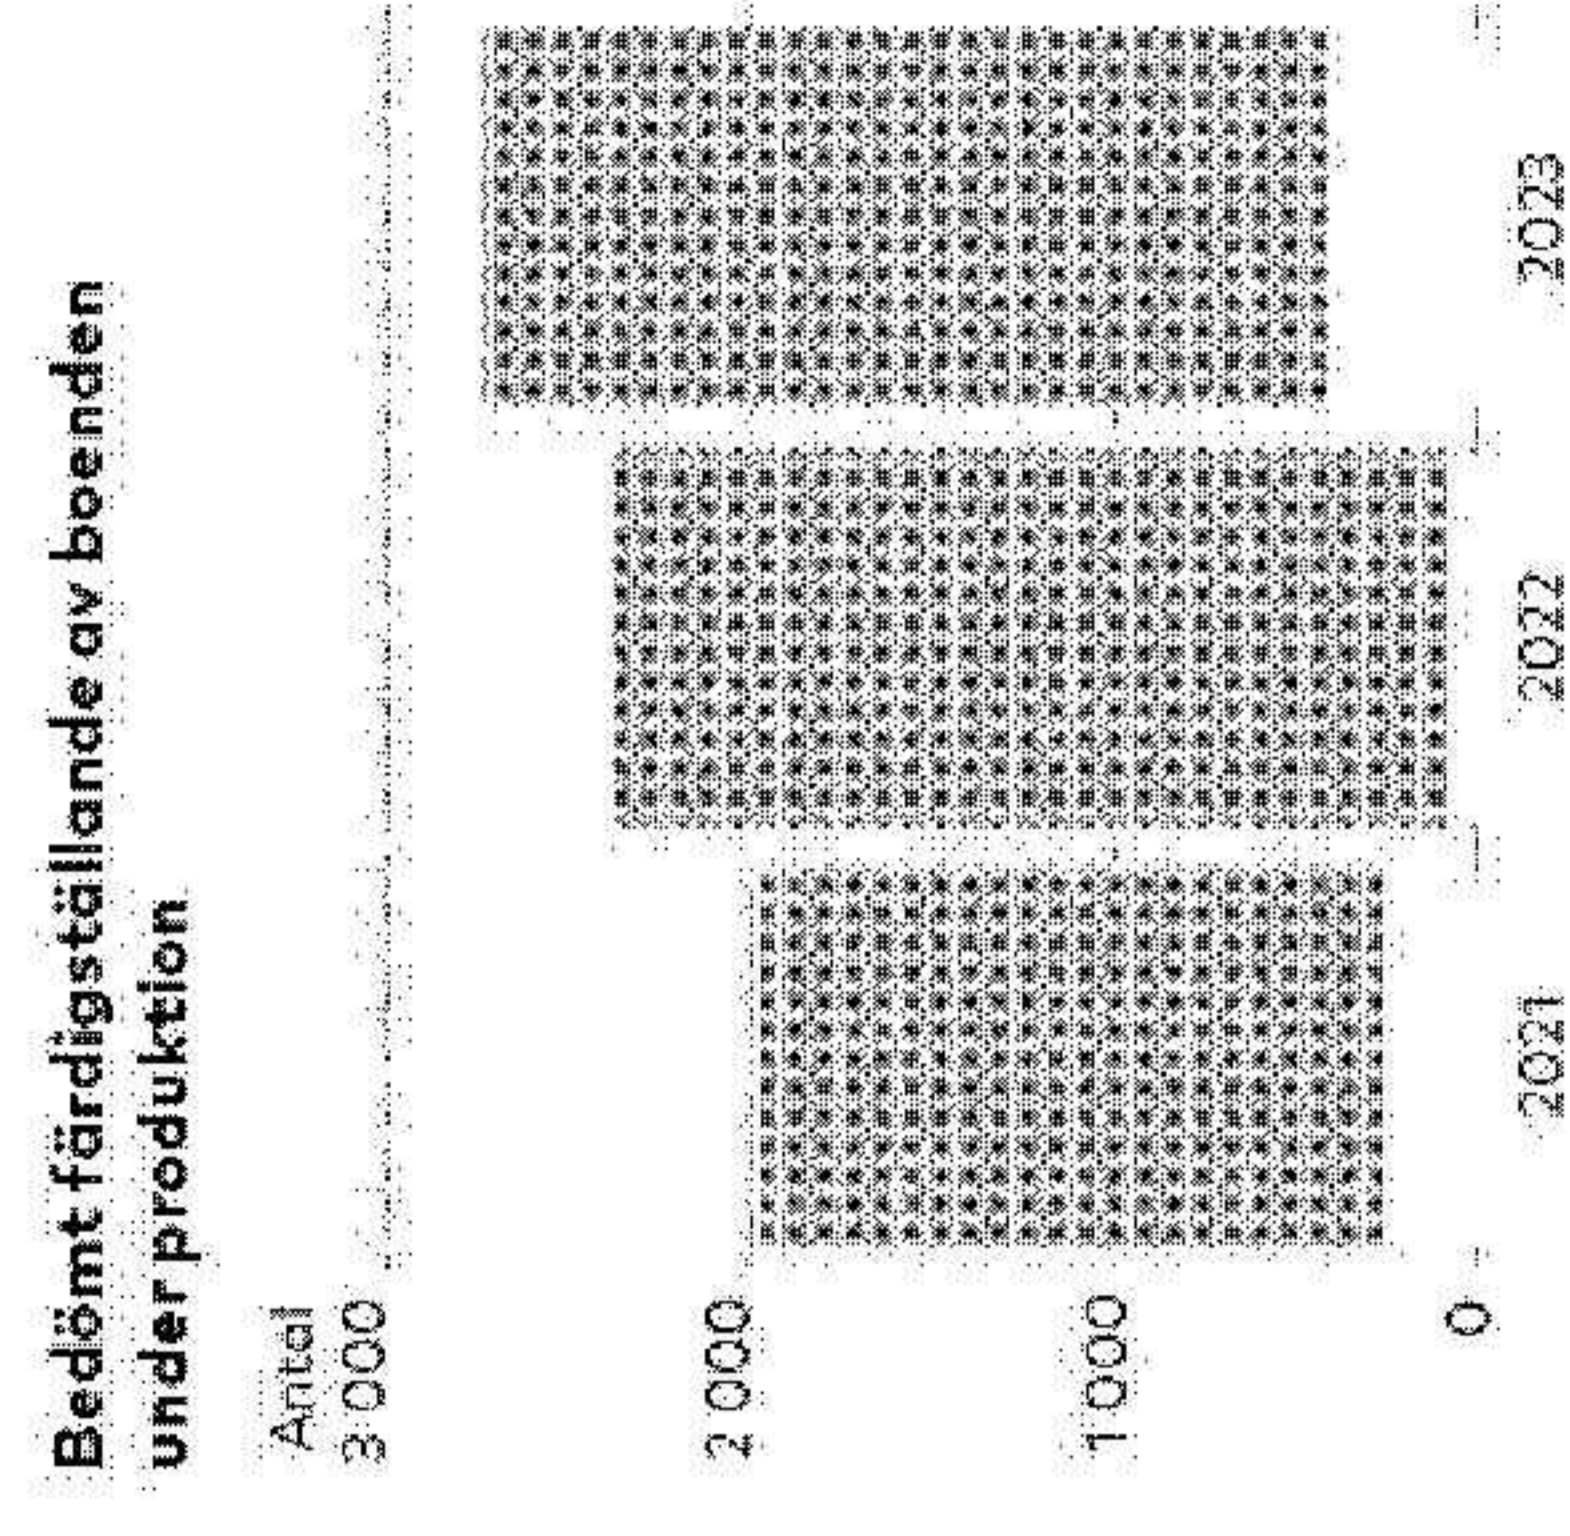 Bedömt färdigställande av boenden
under produktion
Antal
3 000
2 000
1 000
0
2021
2022
2023